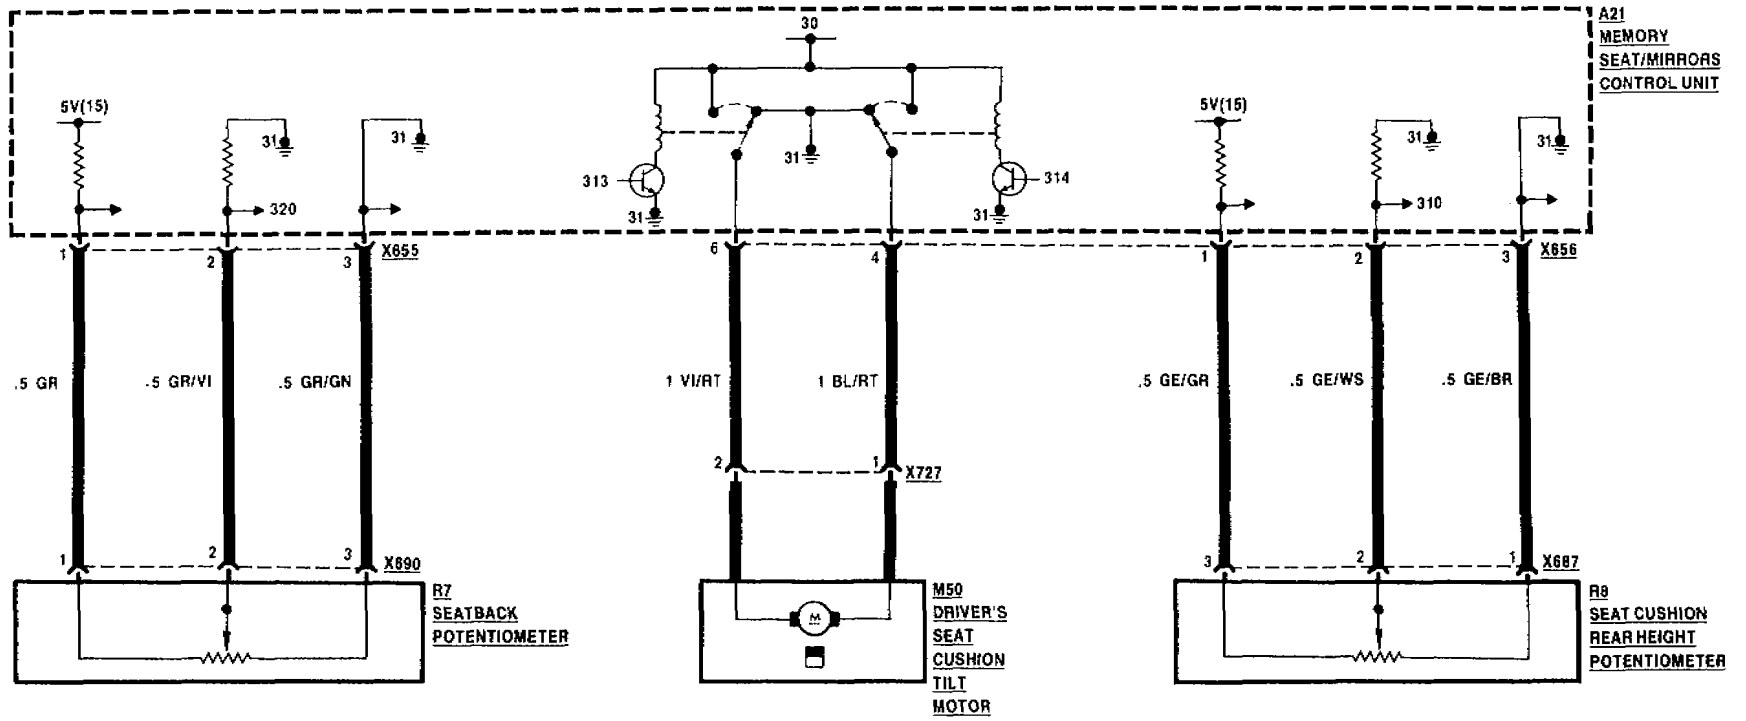 30
A21
MEMORY
SEAT/MIRRORS
CONTROL UNIT
5V(15)
31
31
320
313
31
31
314
31
5V(15)
31
31
310
1
2
3
X655
6
4
1
2
3
X656
.5 GR
.5 GR/VI
.5 GR/GN
1 VI/RT
1 BL/RT
.5 GE/GR
.5 GE/WS
.5 GE/BR
2
1
X727
1
2
3
X690
3
2
1
X687
R7
SEATBACK
POTENTIOMETER
M
M50
DRIVER'S
SEAT
CUSHION
TILT
MOTOR
R8
SEAT CUSHION
REAR HEIGHT
POTENTIOMETER